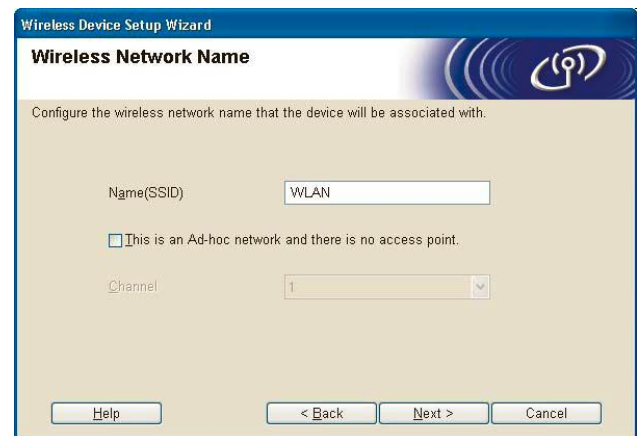 Wireless Device Setup Wizard
Wireless Network Name
Configure the wireless network name that the device will be associated with.
Name(SSID) WLAN
This is an Ad-hoc network and there is no access point.
Channel 1
Help < Back Next > Cancel